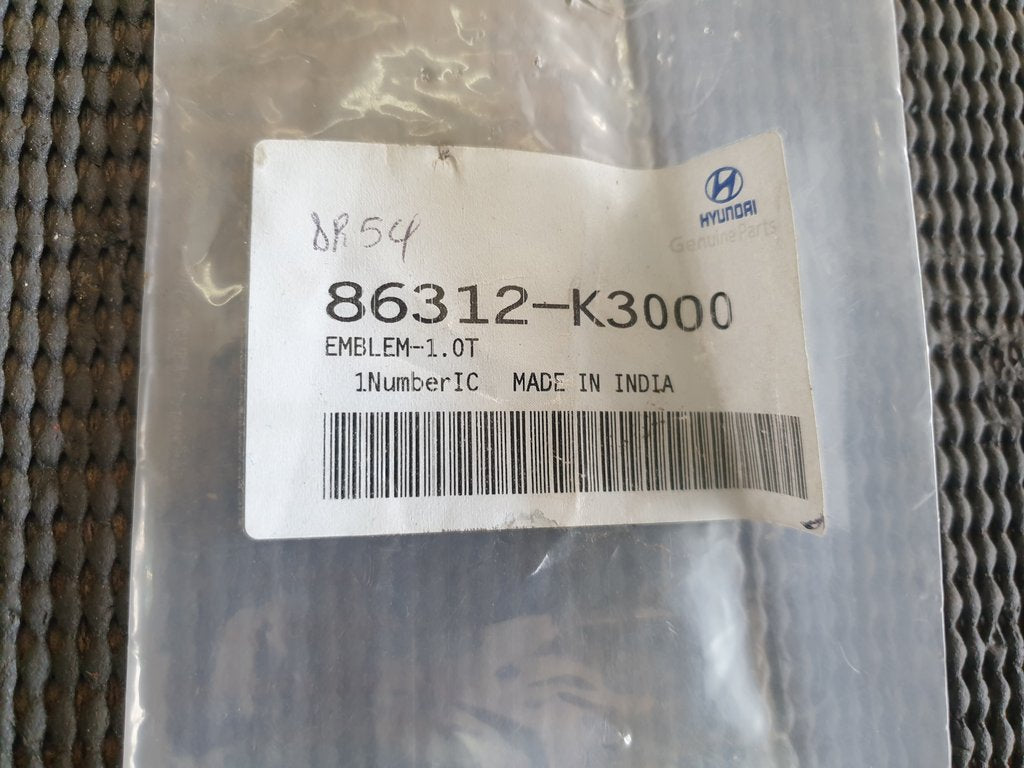 HYUNDAI
Genuine Parts
DR54
86312-K3000
EMBLEM-1.0T
1NumberIC MADE IN INDIA